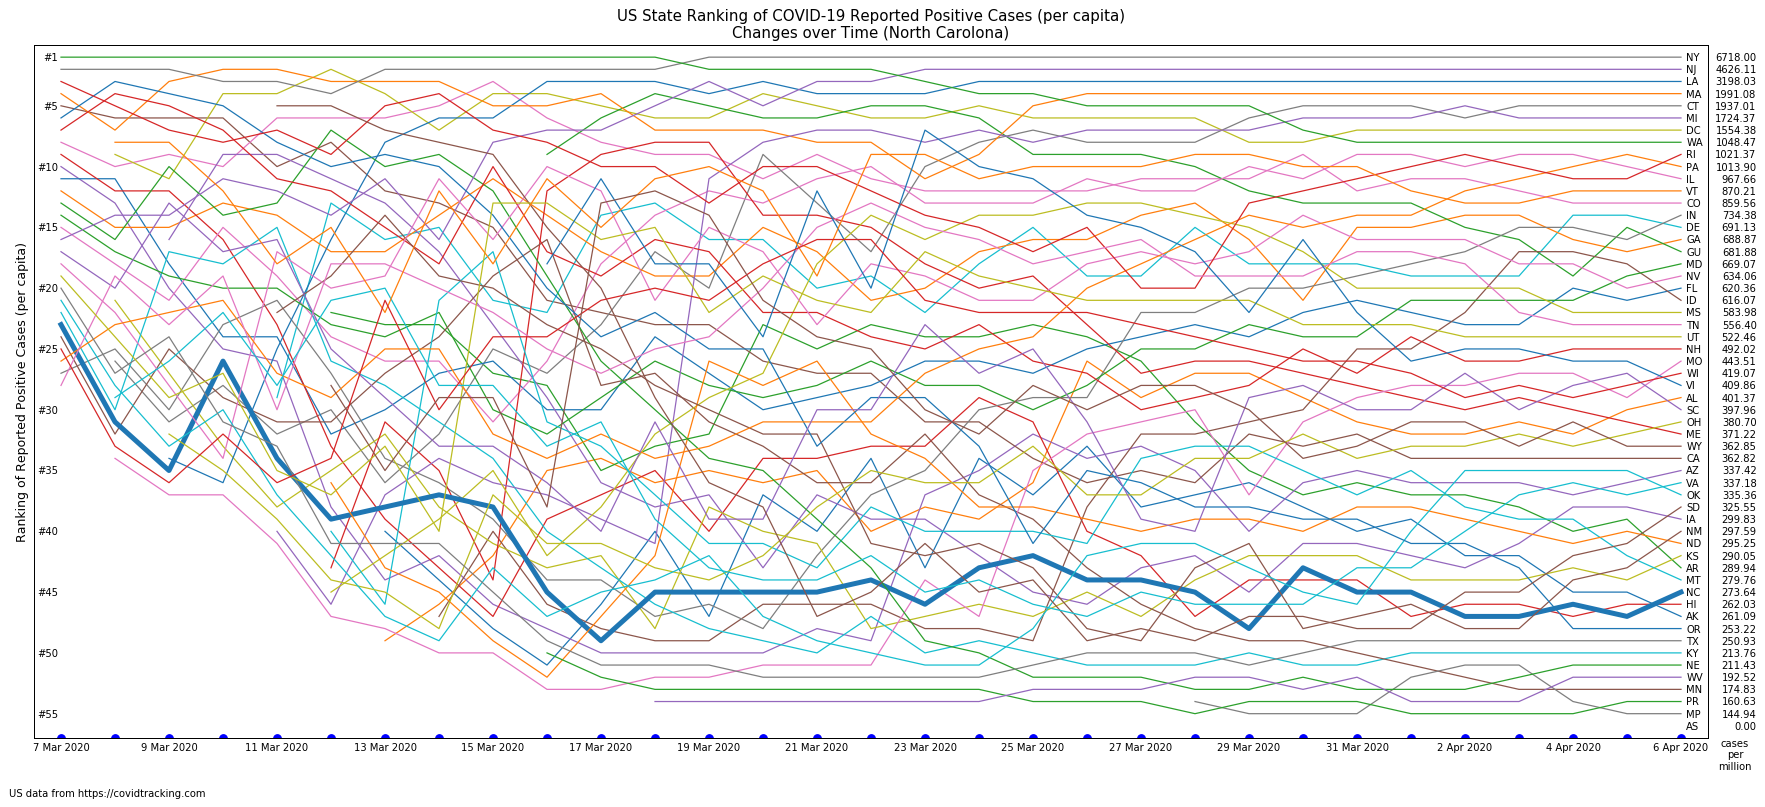 US State Ranking of COVID-19 Reported Positive Cases (per capita)
Changes over Time (North Carolona)
Ranking of Reported Positive Cases (per capita)
#1
#5
#10
#15
#20
#25
#30
#35
#40
#45
#50
#55
NY 6718.00
NJ 4626.11
LA 3198.03
MA 1991.08
CT 1937.01
MI 1724.37
DC 1554.38
WA 1048.47
RI 1021.37
PA 1013.90
IL 967.66
VT 870.21
CO 859.56
IN 734.38
DE 691.13
GA 688.87
GU 681.88
MD 669.07
NV 634.06
FL 620.36
ID 616.07
MS 583.98
TN 556.40
UT 522.46
NH 492.02
MO 443.51
WI 419.07
VI 409.86
AL 401.37
SC 397.96
OH 380.70
ME 371.22
WY 362.85
CA 362.82
AZ 337.42
VA 337.18
OK 335.36
SD 325.55
IA 299.83
NM 297.59
ND 295.25
KS 290.05
AR 289.94
MT 279.76
NC 273.64
HI 262.03
AK 261.09
OR 253.22
TX 250.93
KY 213.76
NE 211.43
WV 192.52
MN 174.83
PR 160.63
MP 144.94
AS 0.00
7 Mar 2020
9 Mar 2020
11 Mar 2020
13 Mar 2020
15 Mar 2020
17 Mar 2020
19 Mar 2020
21 Mar 2020
23 Mar 2020
25 Mar 2020
27 Mar 2020
29 Mar 2020
31 Mar 2020
2 Apr 2020
4 Apr 2020
6 Apr 2020
cases
per
million
US data from https://covidtracking.com